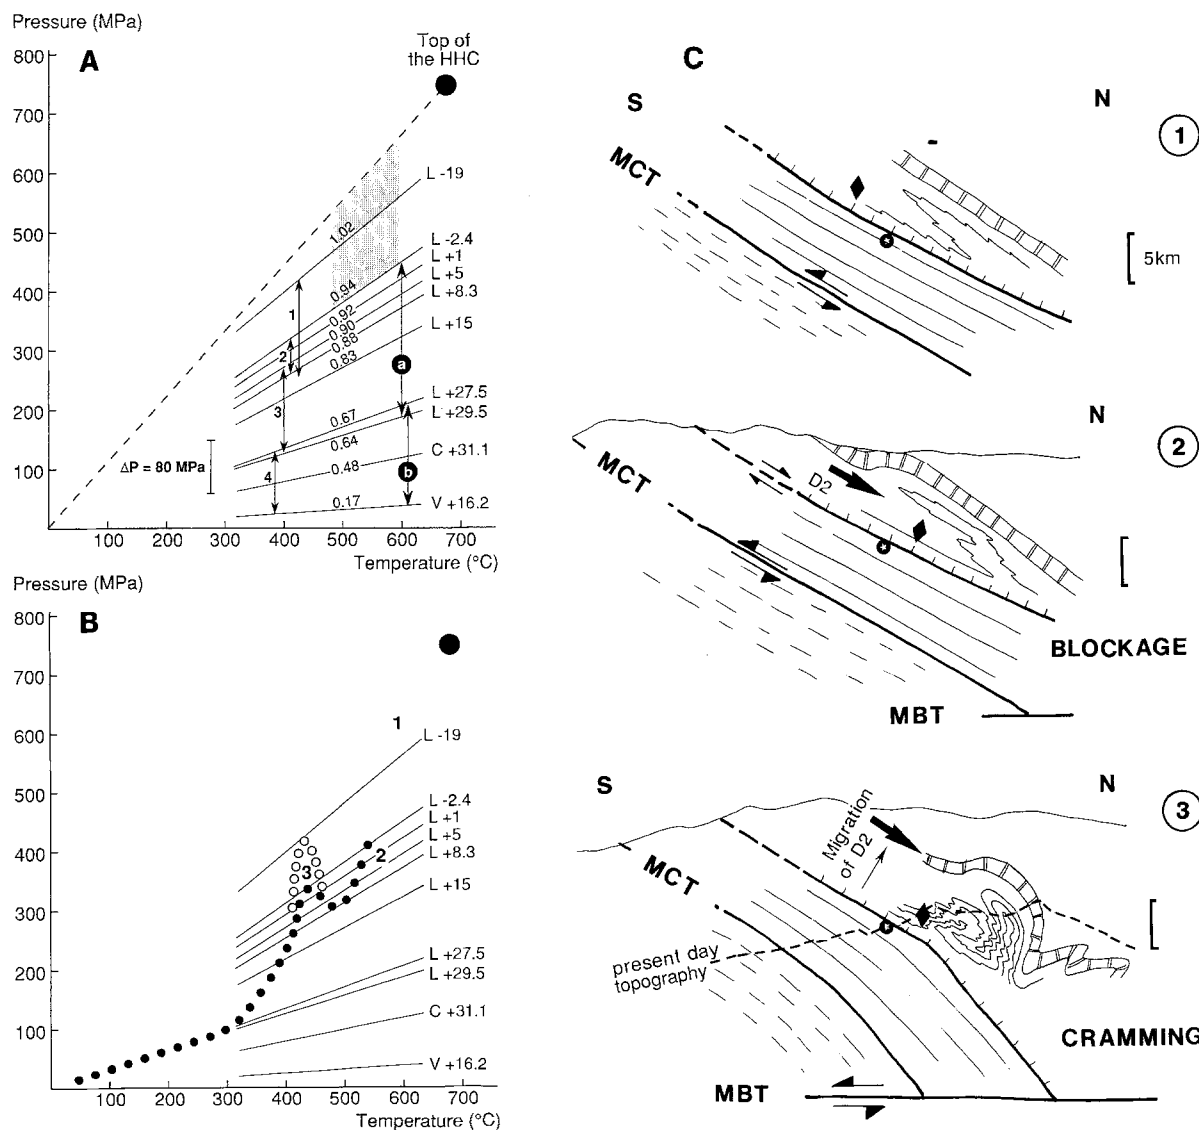 Pressure (MPa)
A
Top of
the HHC
800
700
600
500
400
300
200
100
L -19
L -2.4
L +1
L +5
L +8.3
L +15
L +27.5
L +29.5
C +31.1
V +16.2
1.02
0.94
0.92
0.90
0.88
0.83
0.67
0.64
0.48
0.17
1
2
3
4
a
b
ΔP = 80 MPa
100 200 300 400 500 600 700
Temperature (°C)
Pressure (MPa)
B
800
700
600
500
400
300
200
100
1
2
3
L -19
L -2.4
L +1
L +5
L +8.3
L +15
L +27.5
L +29.5
C +31.1
V +16.2
100 200 300 400 500 600 700
Temperature (°C)
C
S
N
1
MCT
5km
N
2
MCT
D2
BLOCKAGE
MBT
S
N
3
MCT
Migration
of D2
present day
topography
CRAMMING
MBT